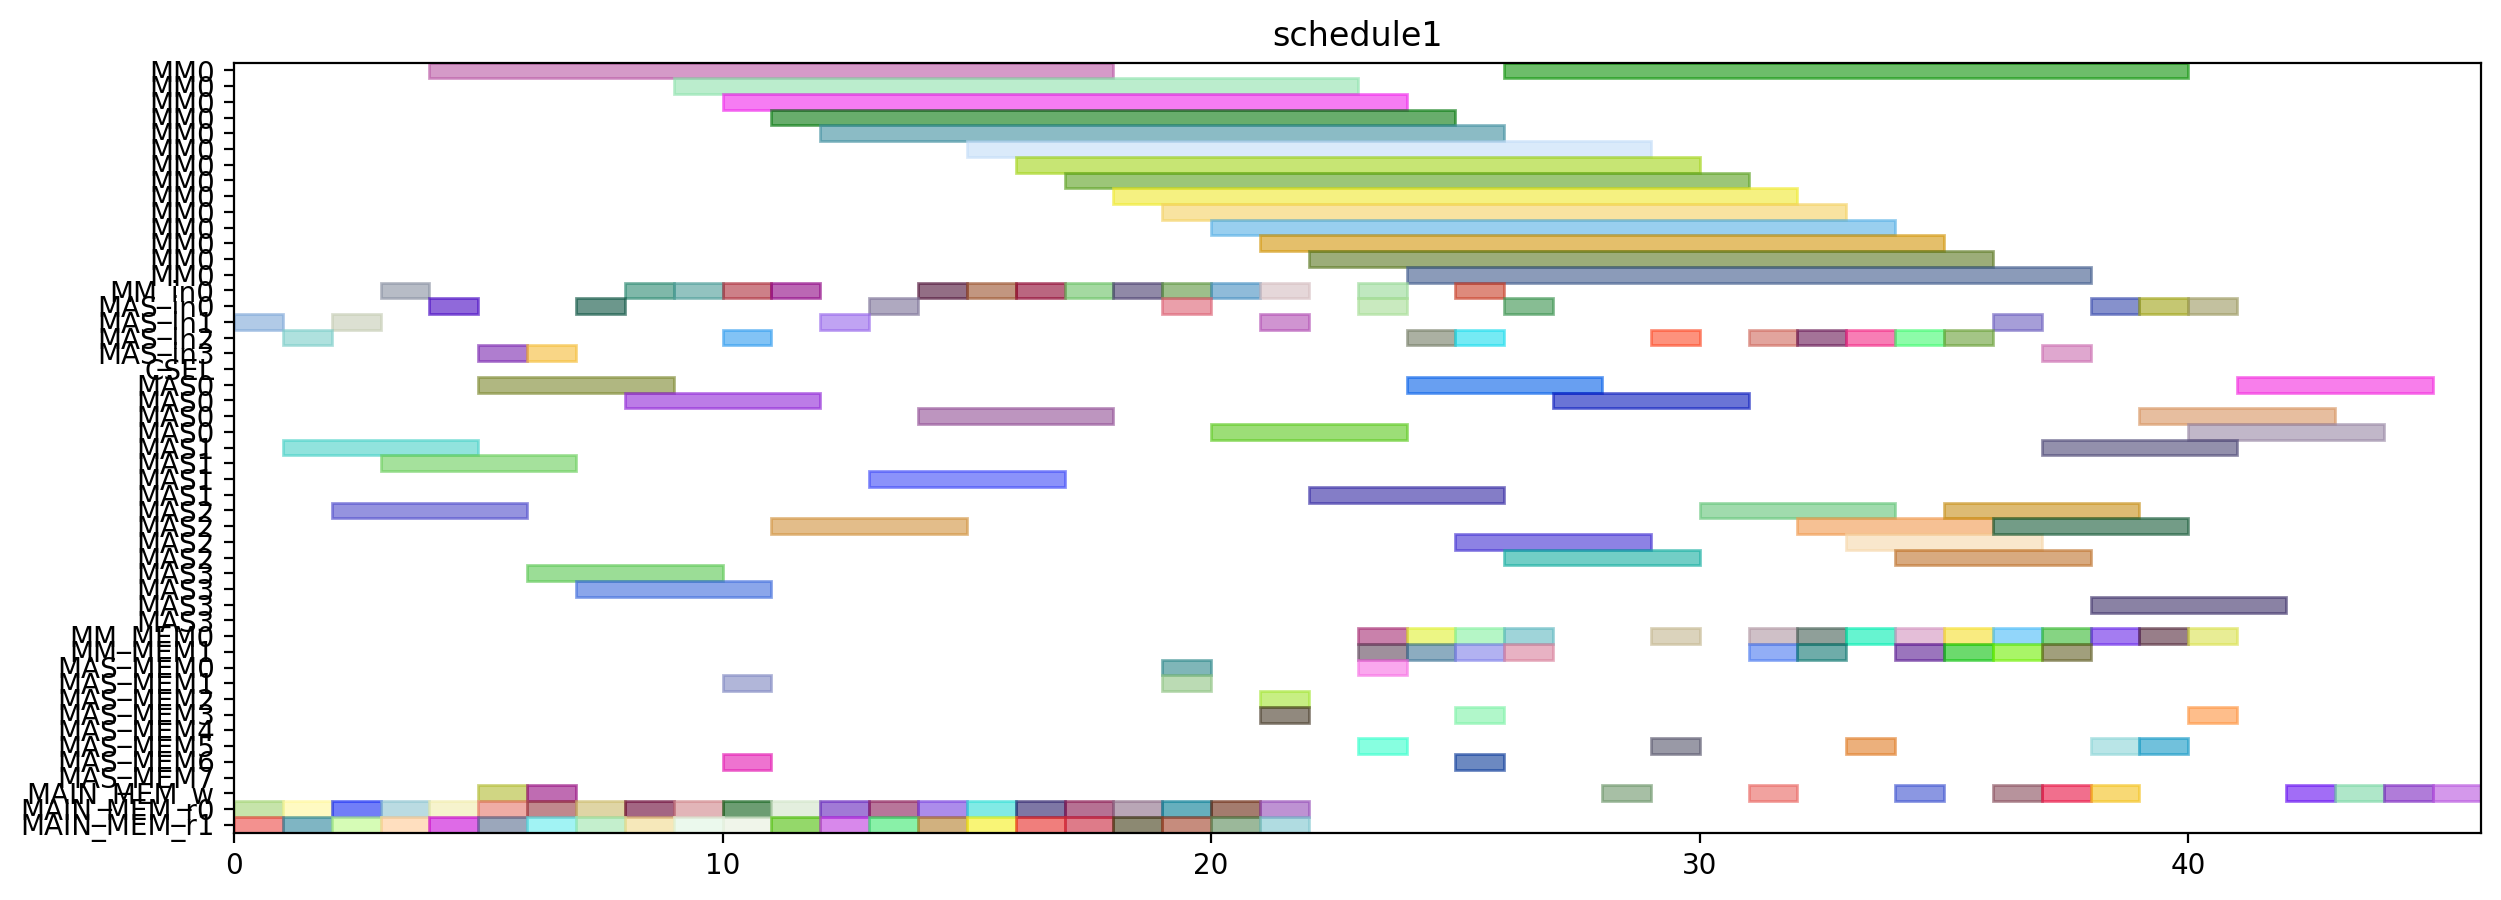 schedule1
MM0
MM0
MM0
MM0
MM0
MM0
MM0
MM0
MM0
MM0
MM0
MM0
MM0
MM0
MM_in0
MAS_in0
MAS_in1
MAS_in2
MAS_in3
CSEL
MAS0
MAS0
MAS0
MAS0
MAS1
MAS1
MAS1
MAS1
MAS2
MAS2
MAS2
MAS2
MAS3
MAS3
MAS3
MAS3
MM_MEM0
MM_MEM1
MAS_MEM0
MAS_MEM1
MAS_MEM2
MAS_MEM3
MAS_MEM4
MAS_MEM5
MAS_MEM6
MAS_MEM7
MAIN_MEM_w
MAIN_MEM_r0
MAIN_MEM_r1
0 10 20 30 40